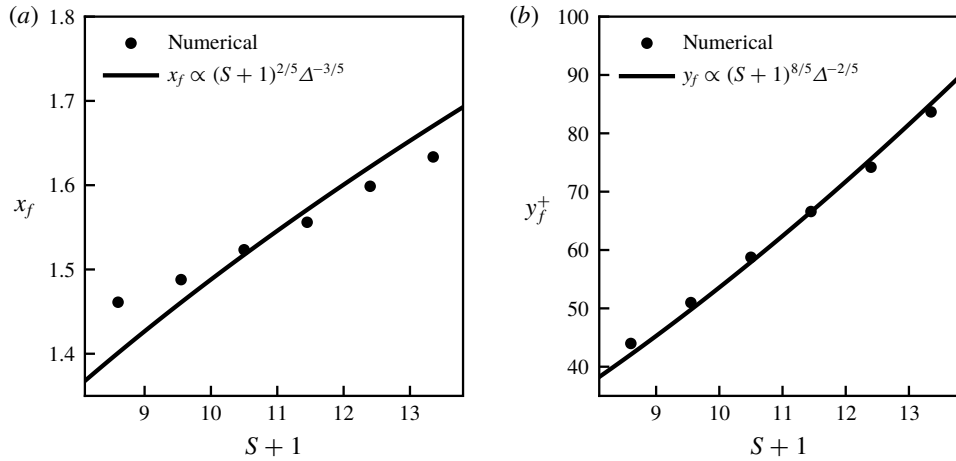 (a)
1.8
1.7
1.6
1.5
1.4
x_f
Numerical
x_f ∝ (S + 1)^{2/5}Δ^{−3/5}
9 10 11 12 13
S + 1
(b)
100
90
80
70
60
50
40
y_f^+
Numerical
y_f ∝ (S + 1)^{8/5}Δ^{−2/5}
9 10 11 12 13
S + 1